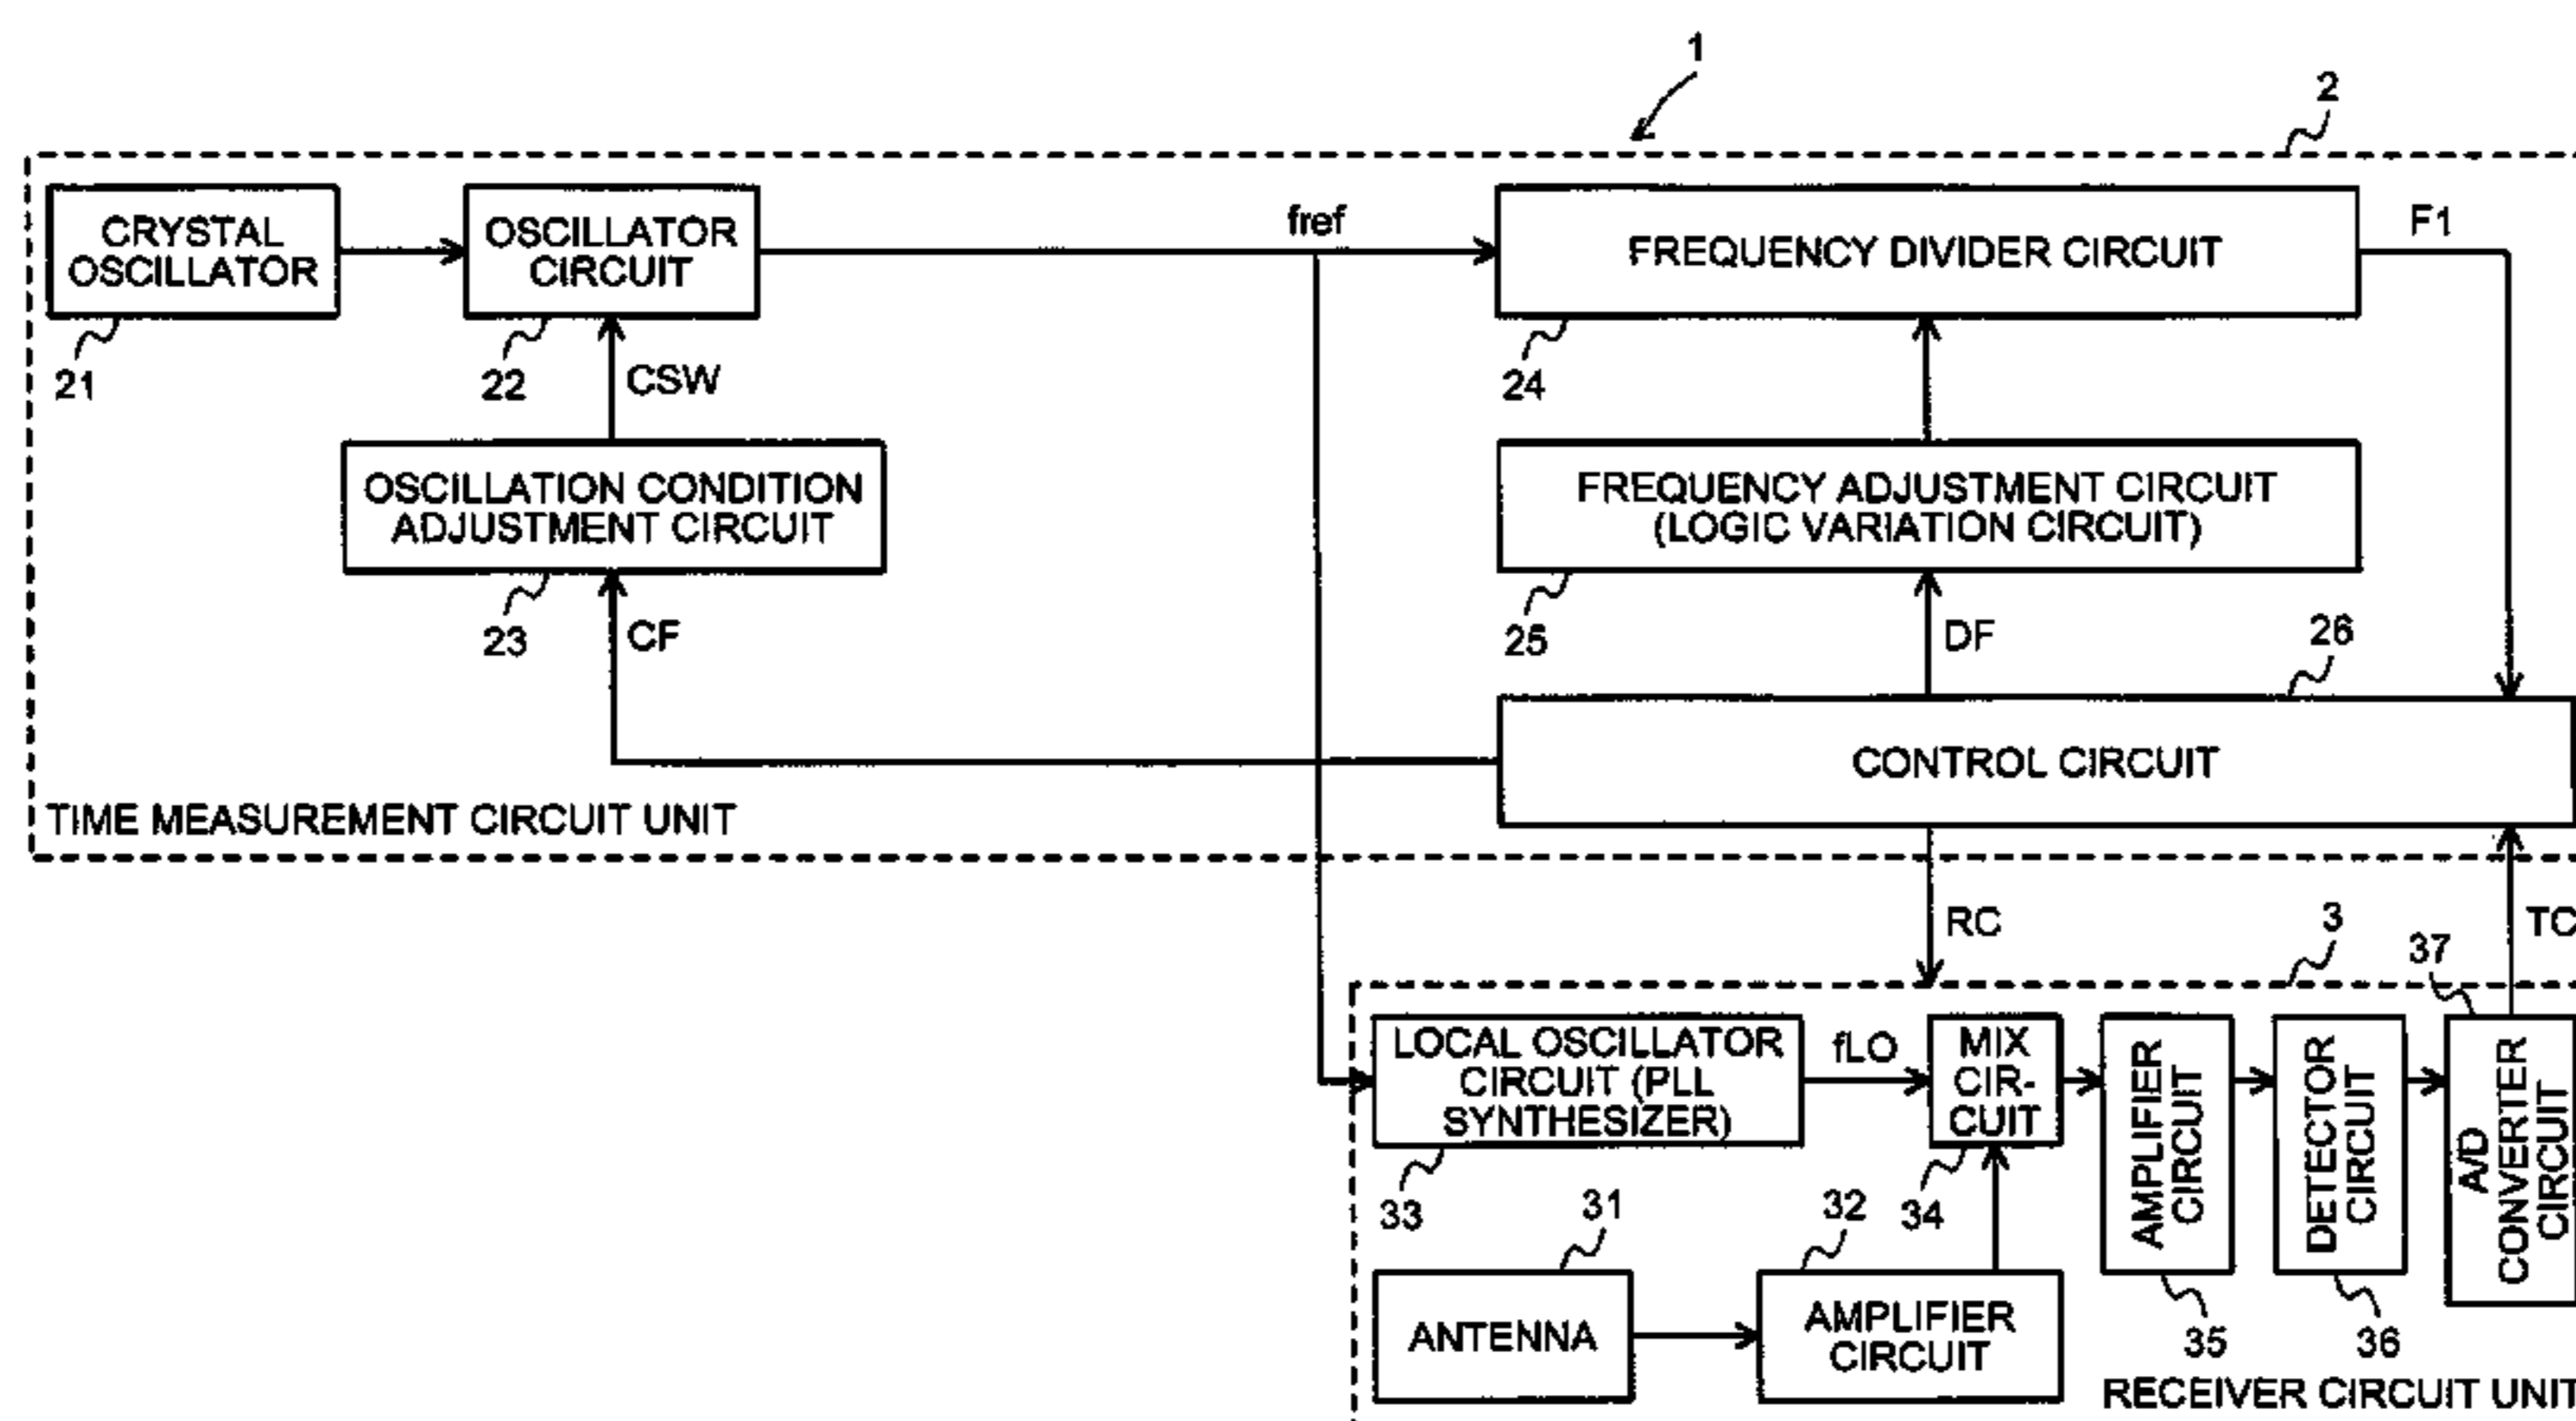 1
2
CRYSTAL
OSCILLATOR
OSCILLATOR
CIRCUIT
fref
FREQUENCY DIVIDER CIRCUIT
F1
21
22
CSW
24
OSCILLATION CONDITION
ADJUSTMENT CIRCUIT
FREQUENCY ADJUSTMENT CIRCUIT
(LOGIC VARIATION CIRCUIT)
23
CF
25
DF
26
CONTROL CIRCUIT
TIME MEASUREMENT CIRCUIT UNIT
RC
3
TC
37
LOCAL OSCILLATOR
CIRCUIT (PLL
SYNTHESIZER)
fLO
MIX
CIR-
CUIT
AMPLIFIER
CIRCUIT
DETECTOR
CIRCUIT
A/D
CONVERTER
CIRCUIT
33
31
32
34
ANTENNA
AMPLIFIER
CIRCUIT
35
36
RECEIVER CIRCUIT UNIT